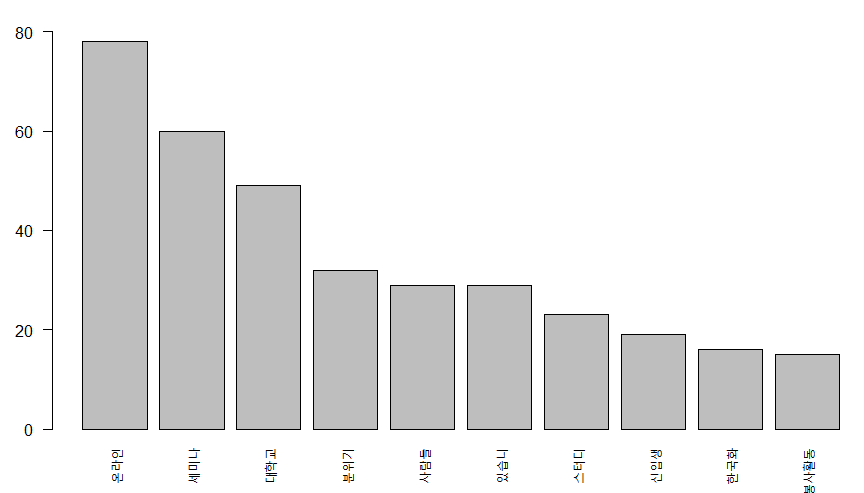 80
60
40
20
0
온라인
세미나
대학교
분위기
사람들
있습니
스터디
신입생
한국화
봉사활동